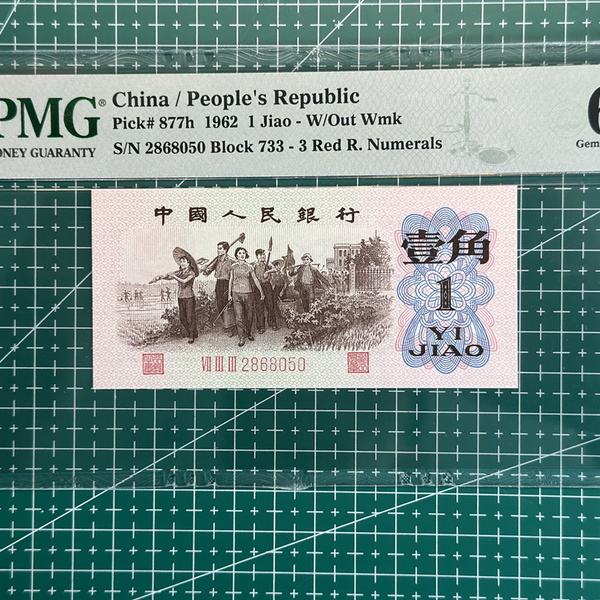 PMG® China / People's Republic
Pick# 877h 1962 1 Jiao - W/Out Wmk
S/N 2868050 Block 733 - 3 Red R. Numerals
ONEY GUARANTY
6
Gem
中國人民銀行
壹角
1
YI
JIAO
VII III III 2868050